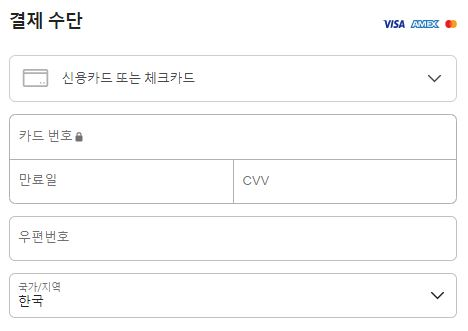 결제 수단
VISA AMEX
신용카드 또는 체크카드
카드 번호
만료일 CVV
우편번호
국가/지역
한국